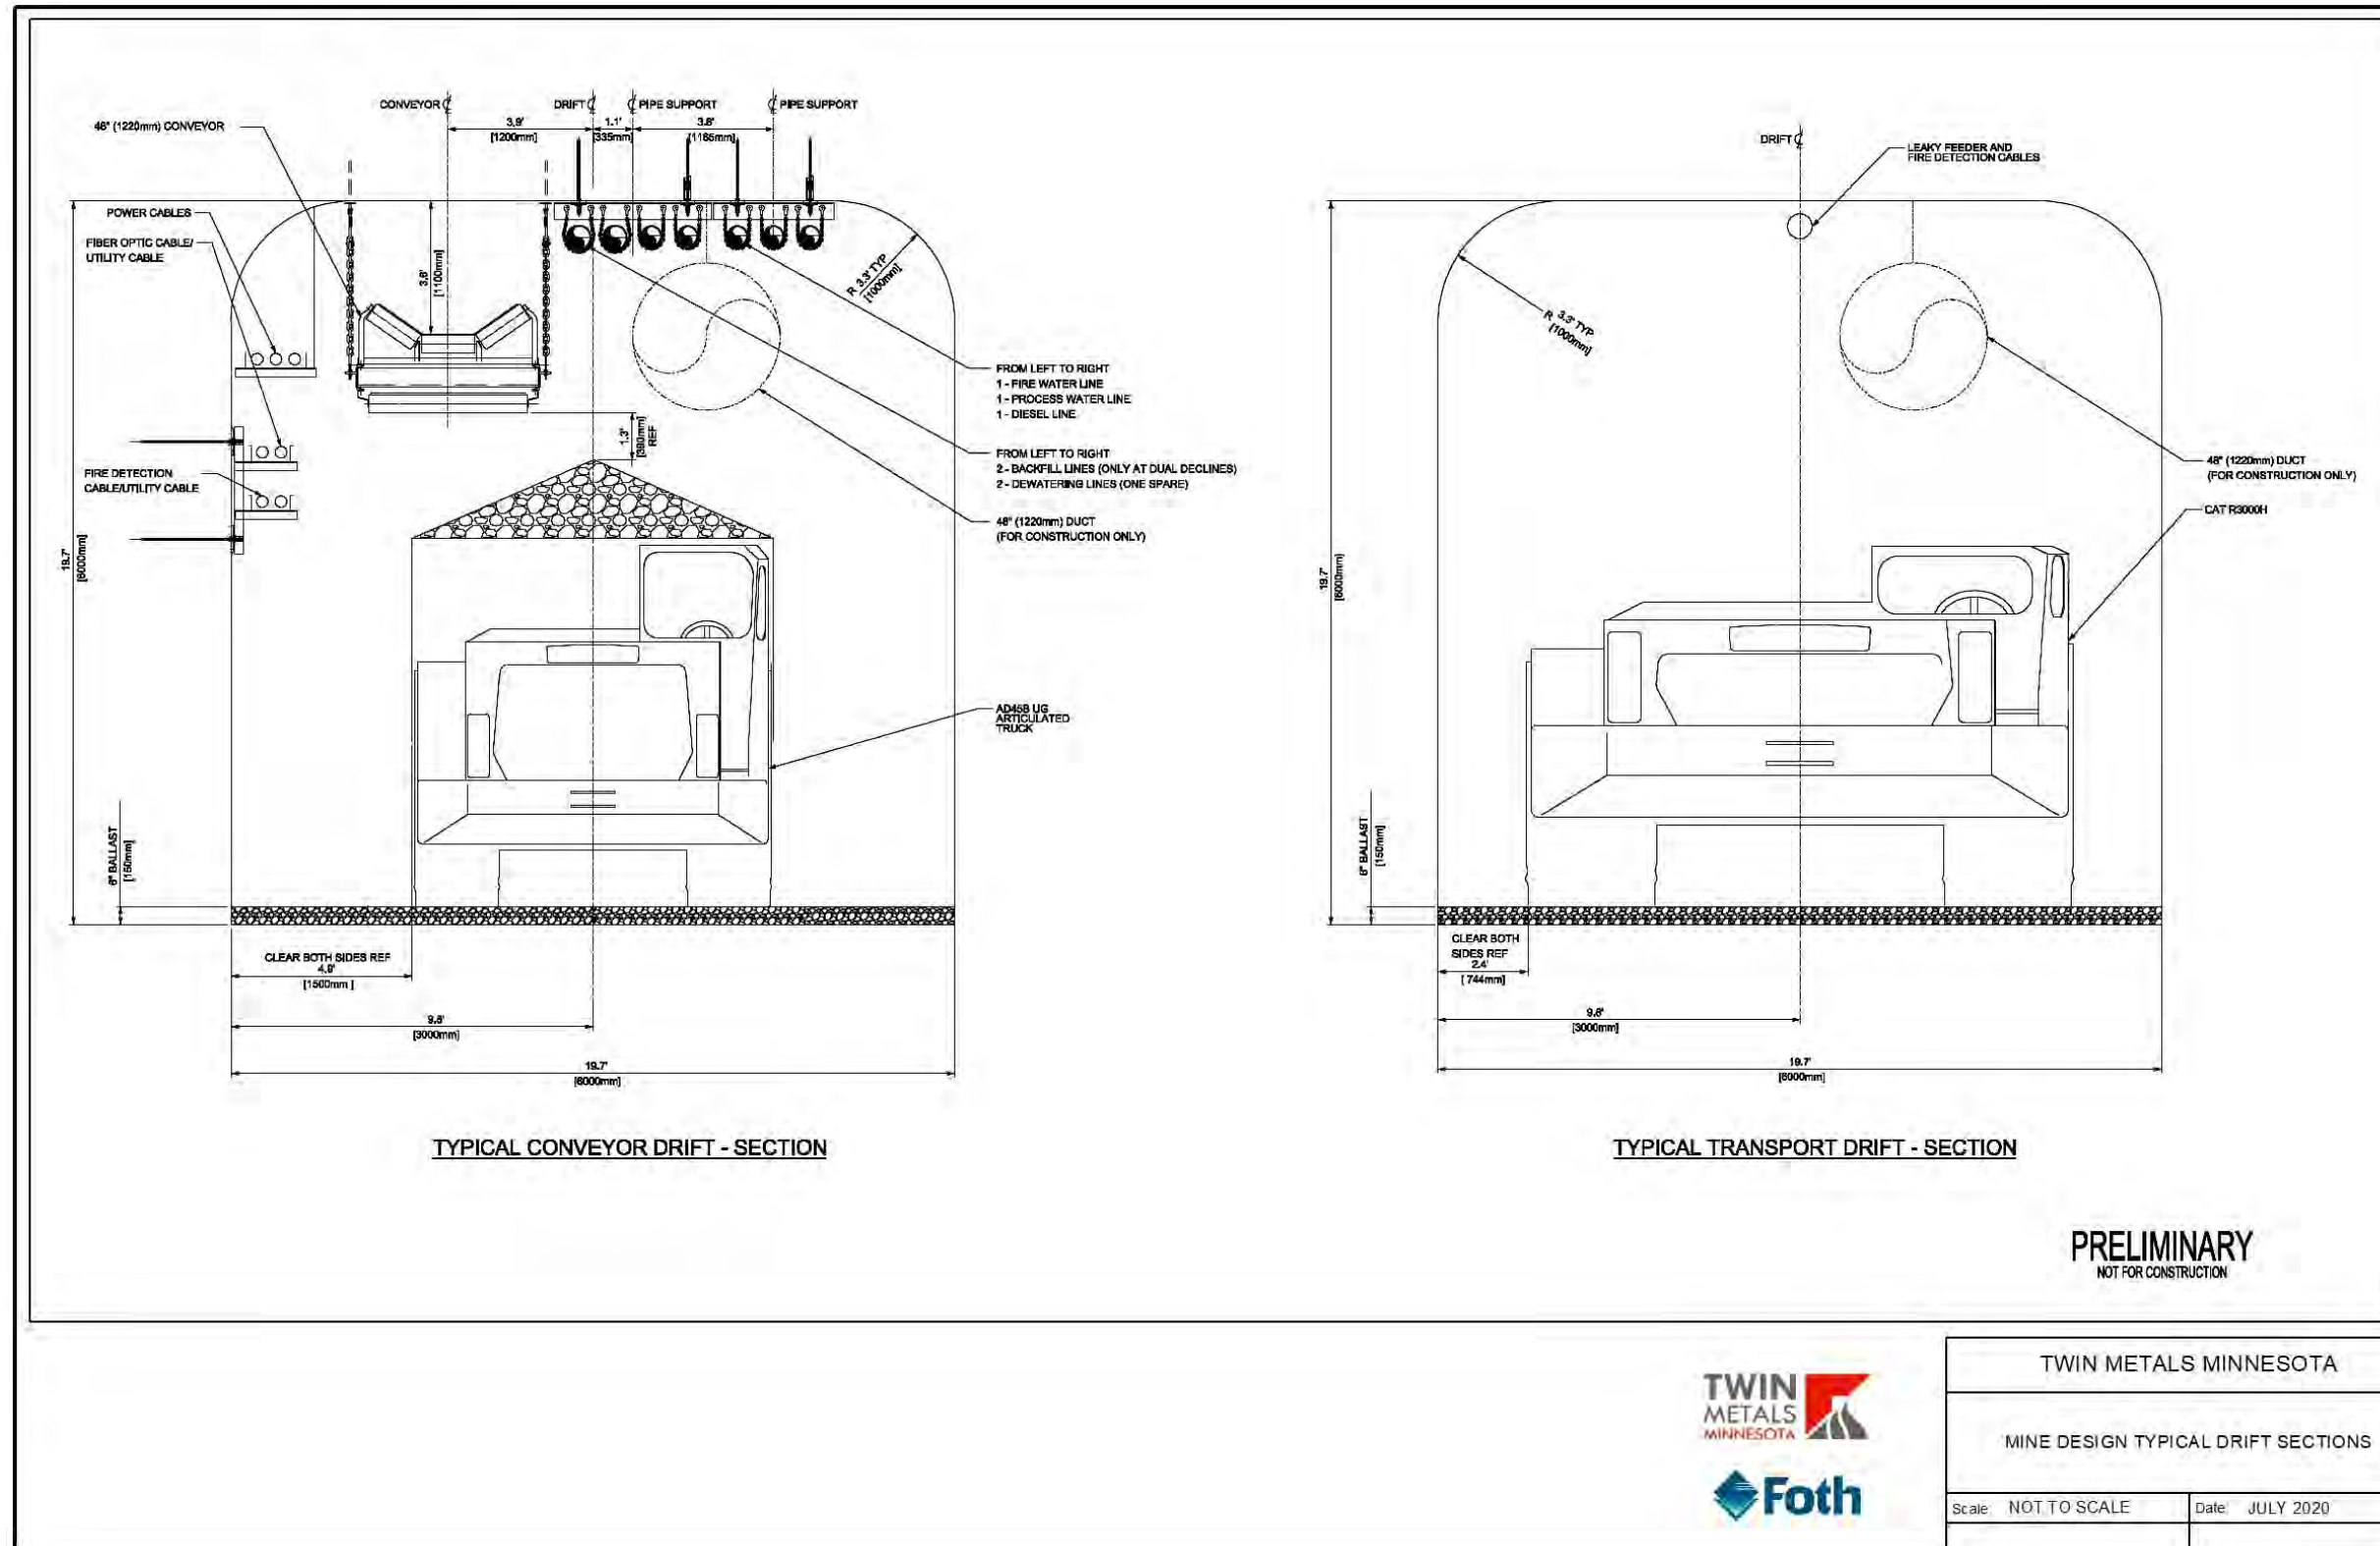 CONVEYOR ℄
DRIFT ℄
℄ PIPE SUPPORT
℄ PIPE SUPPORT
48" (1220mm) CONVEYOR
3.9'
[1200mm]
1.1'
[335mm]
3.8'
[1165mm]
POWER CABLES
FIBER OPTIC CABLE/
UTILITY CABLE
3.6'
[1100mm]
R 3.3' TYP
[1000mm]
FROM LEFT TO RIGHT
1 - FIRE WATER LINE
1 - PROCESS WATER LINE
1 - DIESEL LINE
1.3'
[390mm]
REF
FROM LEFT TO RIGHT
2 - BACKFILL LINES (ONLY AT DUAL DECLINES)
2 - DEWATERING LINES (ONE SPARE)
FIRE DETECTION
CABLE/UTILITY CABLE
48" (1220mm) DUCT
(FOR CONSTRUCTION ONLY)
19.7'
[6000mm]
AD45B UG
ARTICULATED
TRUCK
6" BALLAST
[150mm]
CLEAR BOTH SIDES REF
4.9'
[1500mm ]
9.8'
[3000mm]
19.7'
[6000mm]
TYPICAL CONVEYOR DRIFT - SECTION
DRIFT ℄
LEAKY FEEDER AND
FIRE DETECTION CABLES
R 3.3' TYP
[1000mm]
48" (1220mm) DUCT
(FOR CONSTRUCTION ONLY)
CAT R3000H
19.7'
[6000mm]
6" BALLAST
[150mm]
CLEAR BOTH
SIDES REF
2.4'
[ 744mm]
9.8'
[3000mm]
19.7'
[6000mm]
TYPICAL TRANSPORT DRIFT - SECTION
PRELIMINARY
NOT FOR CONSTRUCTION
TWIN
METALS
MINNESOTA
Foth
TWIN METALS MINNESOTA
MINE DESIGN TYPICAL DRIFT SECTIONS
Scale: NOT TO SCALE
Date: JULY 2020